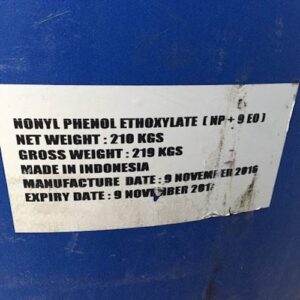 NONYL PHENOL ETHOXYLATE ( NP + 9 EO )
NET WEIGHT : 210 KGS
GROSS WEIGHT : 219 KGS
MADE IN INDONESIA
MANUFACTURE DATE : 9 NOVEMBER 2016
EXPIRY DATE : 9 NOVEMBER